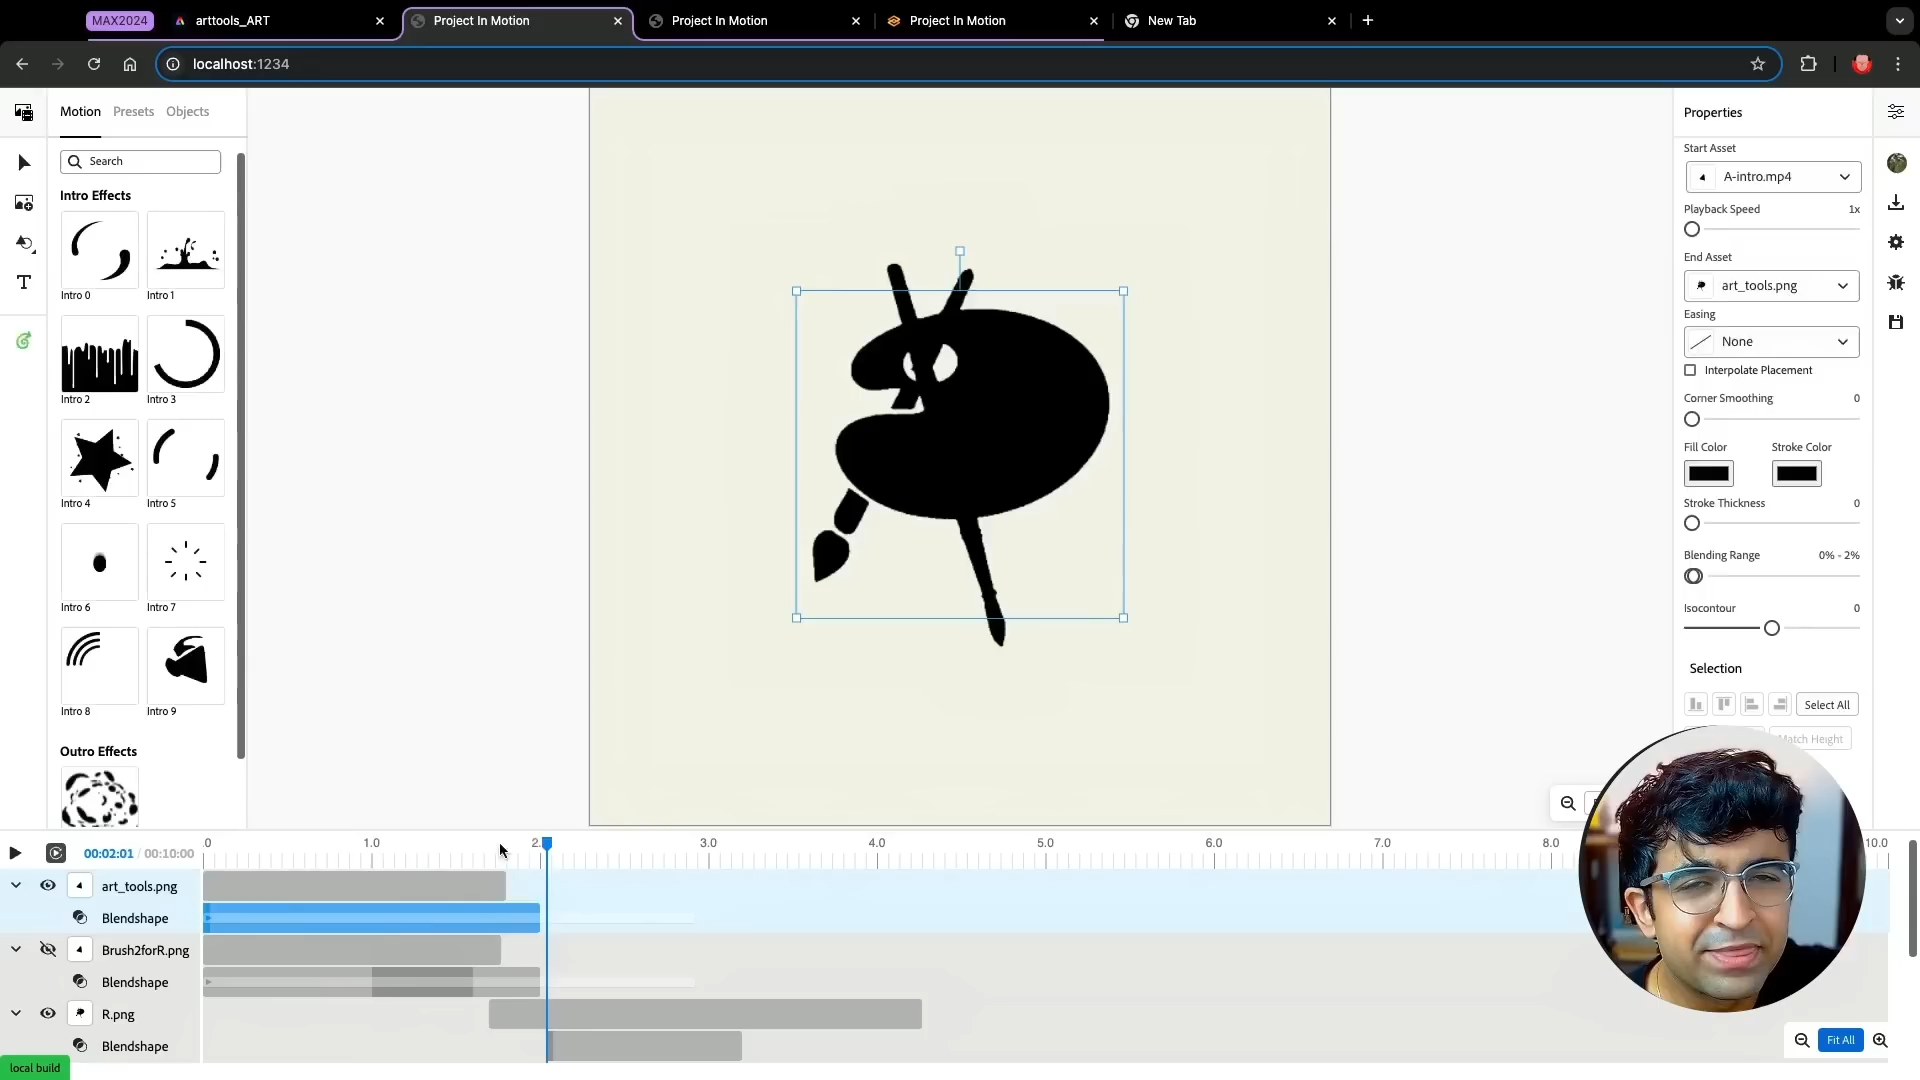 MAX2024
arttools_ART
Project In Motion
Project In Motion
Project In Motion
New Tab
localhost:1234
Motion
Presets
Objects
Search
Intro Effects
Intro 0
Intro 1
Intro 2
Intro 3
Intro 4
Intro 5
Intro 6
Intro 7
Intro 8
Intro 9
Outro Effects
Properties
Start Asset
A-intro.mp4
Playback Speed 1x
End Asset
art_tools.png
Easing
None
Interpolate Placement
Corner Smoothing 0
Fill Color
Stroke Color
Stroke Thickness 0
Blending Range 0% - 2%
Isocontour 0
Selection
Select All
Match Height
00:02:01 / 00:10:00
.0 1.0 2. 3.0 4.0 5.0 6.0 7.0 8.0 10.0
art_tools.png
Blendshape
Brush2forR.png
Blendshape
R.png
Blendshape
Fit All
local build